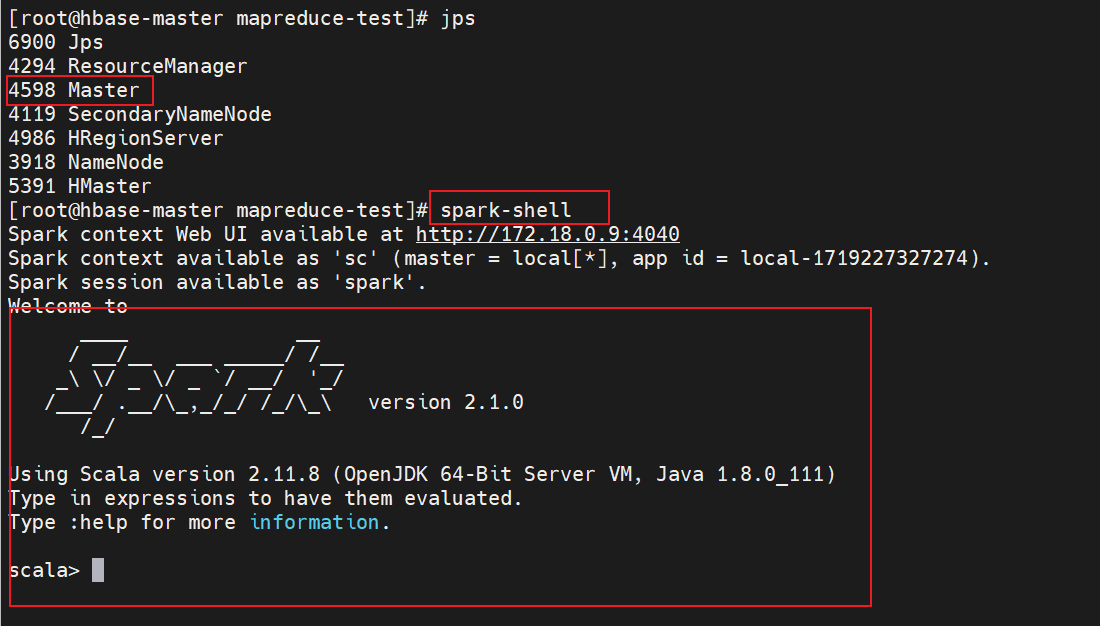 [root@hbase-master mapreduce-test]# jps
6900 Jps
4294 ResourceManager
4598 Master
4119 SecondaryNameNode
4986 HRegionServer
3918 NameNode
5391 HMaster
[root@hbase-master mapreduce-test]# spark-shell
Spark context Web UI available at http://172.18.0.9:4040
Spark context available as 'sc' (master = local[*], app id = local-1719227327274).
Spark session available as 'spark'.
Welcome to
      ____              __
     / __/__  ___ _____/ /__
    _\ \/ _ \/ _ `/ __/  '_/
   /___/ .__/\_,_/_/ /_/\_\   version 2.1.0
      /_/
Using Scala version 2.11.8 (OpenJDK 64-Bit Server VM, Java 1.8.0_111)
Type in expressions to have them evaluated.
Type :help for more information.
scala>